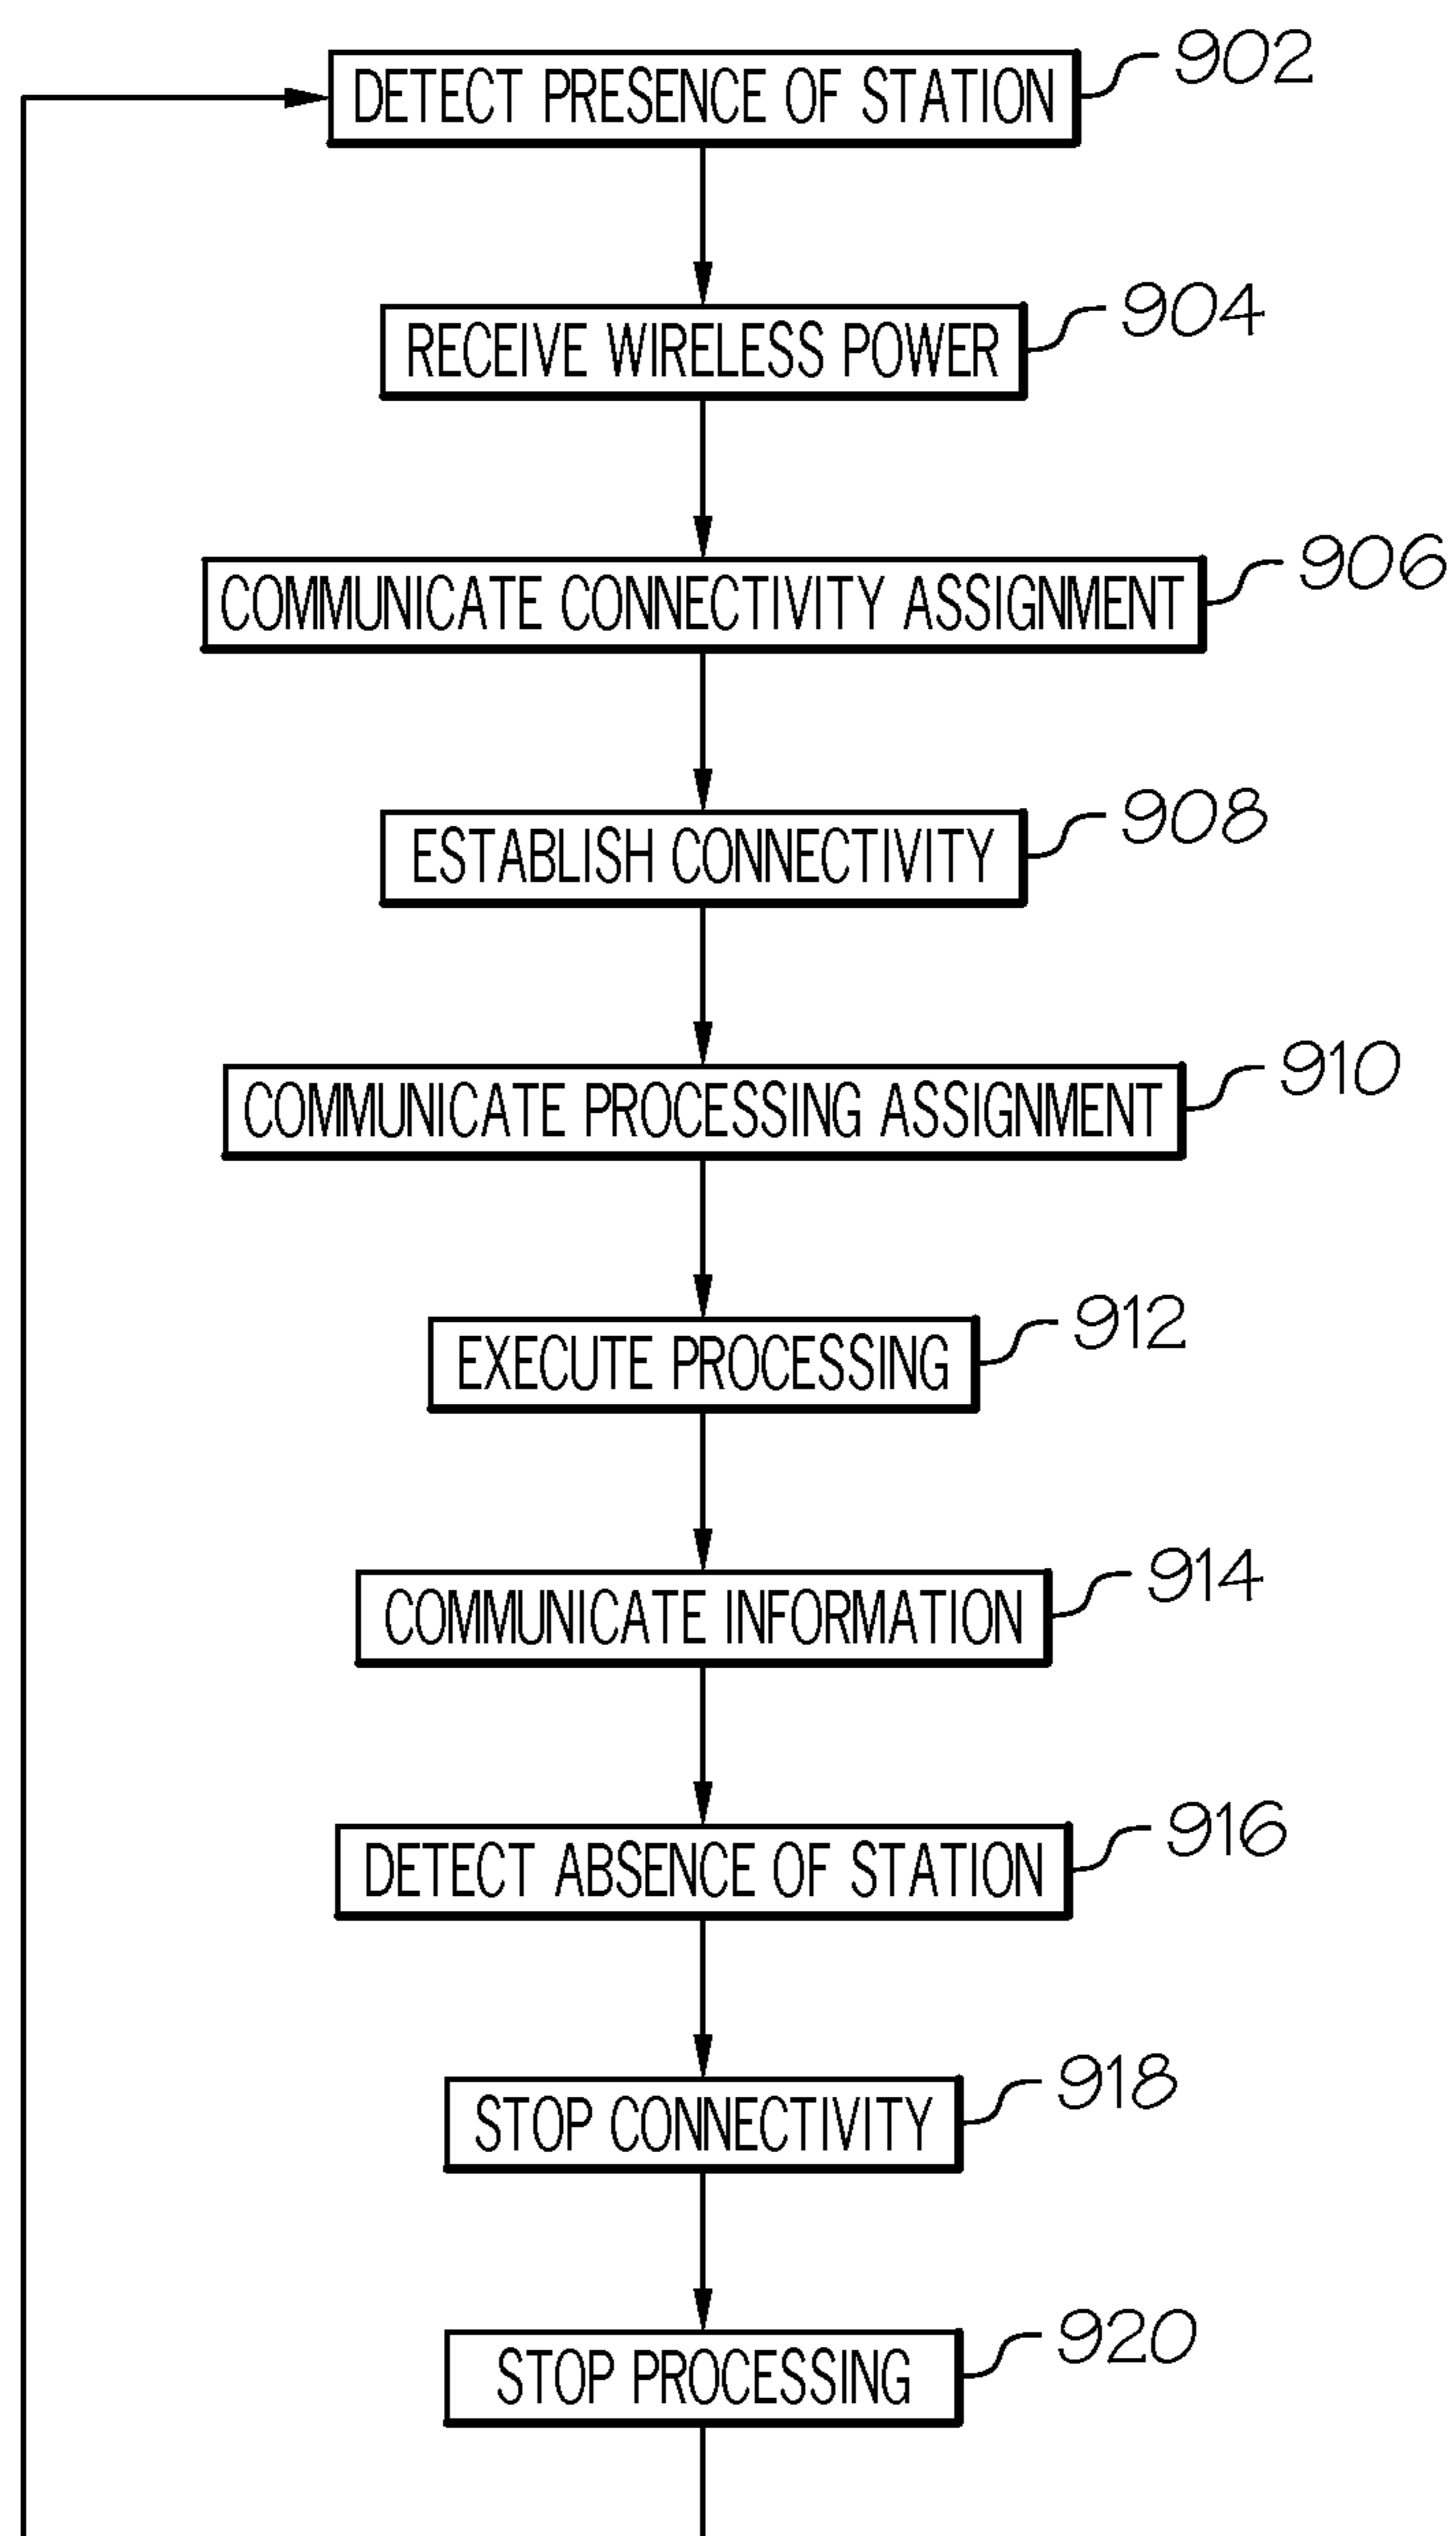 DETECT PRESENCE OF STATION 902
RECEIVE WIRELESS POWER 904
COMMUNICATE CONNECTIVITY ASSIGNMENT 906
ESTABLISH CONNECTIVITY 908
COMMUNICATE PROCESSING ASSIGNMENT 910
EXECUTE PROCESSING 912
COMMUNICATE INFORMATION 914
DETECT ABSENCE OF STATION 916
STOP CONNECTIVITY 918
STOP PROCESSING 920